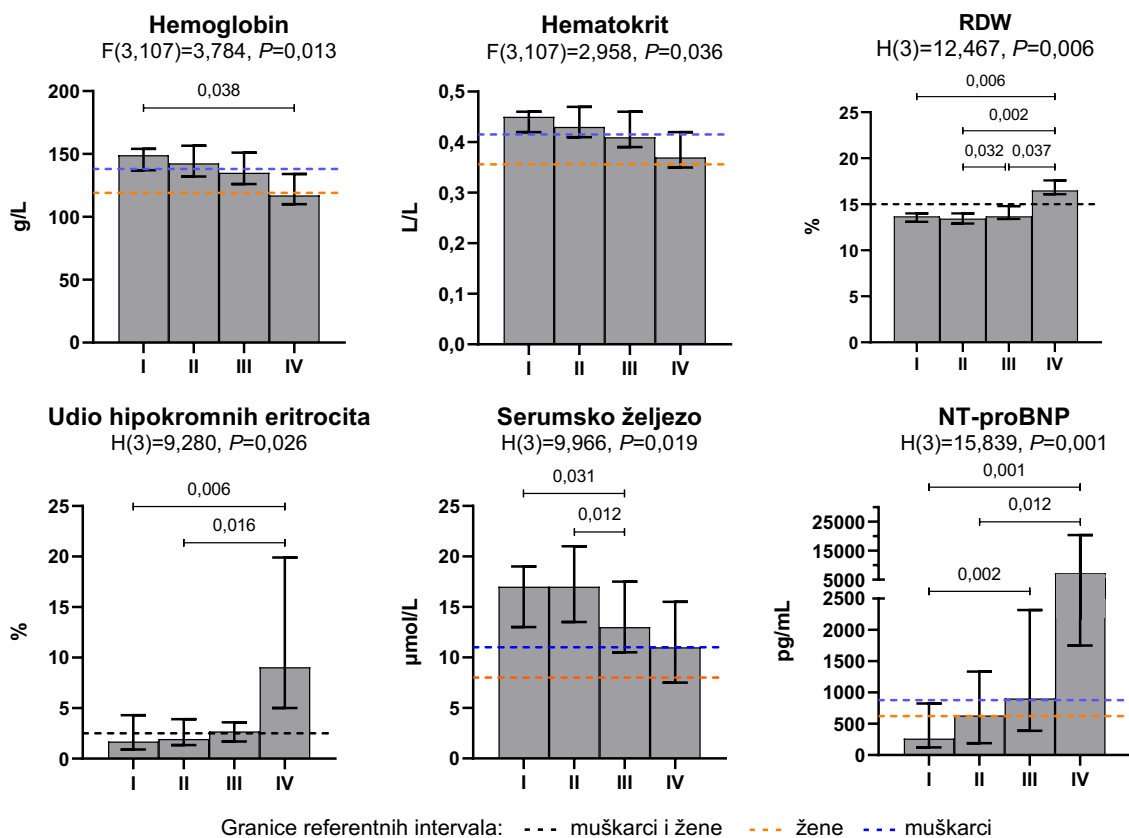 Hemoglobin
F(3,107)=3,784, P=0,013
0,038
200
150
100
50
0
g/L
I II III IV
Hematokrit
F(3,107)=2,958, P=0,036
0,5
0,4
0,3
0,2
0,1
0,0
L/L
I II III IV
RDW
H(3)=12,467, P=0,006
0,006
0,002
0,032 0,037
25
20
15
10
5
0
%
I II III IV
Udio hipokromnih eritrocita
H(3)=9,280, P=0,026
0,006
0,016
25
20
15
10
5
0
%
I II III IV
Serumsko željezo
H(3)=9,966, P=0,019
0,031
0,012
25
20
15
10
5
0
µmol/L
I II III IV
NT-proBNP
H(3)=15,839, P=0,001
0,001
0,012
0,002
25000
15000
5000
2500
2000
1500
1000
500
0
pg/mL
I II III IV
Granice referentnih intervala: muškarci i žene žene muškarci